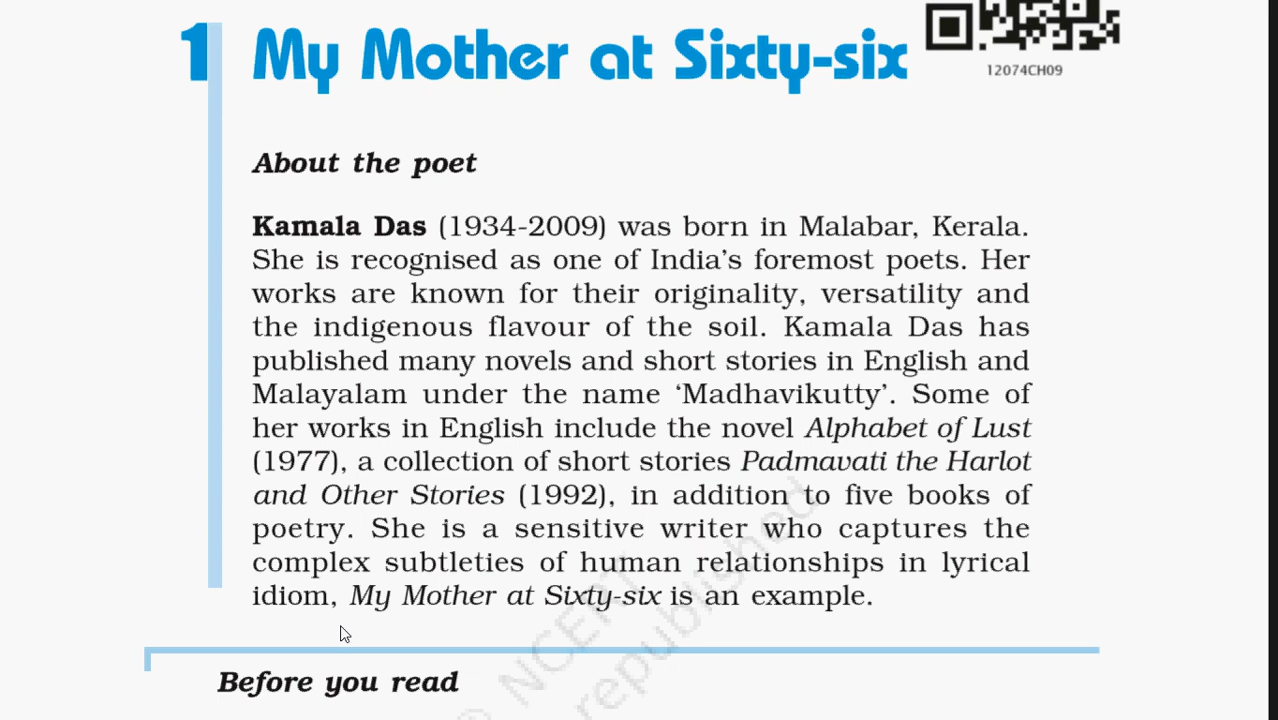 1 My Mother at Sixty-six
12074CH09
About the poet
Kamala Das (1934-2009) was born in Malabar, Kerala.
She is recognised as one of India's foremost poets. Her
works are known for their originality, versatility and
the indigenous flavour of the soil. Kamala Das has
published many novels and short stories in English and
Malayalam under the name ‘Madhavikutty’. Some of
her works in English include the novel Alphabet of Lust
(1977), a collection of short stories Padmavati the Harlot
and Other Stories (1992), in addition to five books of
poetry. She is a sensitive writer who captures the
complex subtleties of human relationships in lyrical
idiom, My Mother at Sixty-six is an example.
© NCERT
republished
Before you read